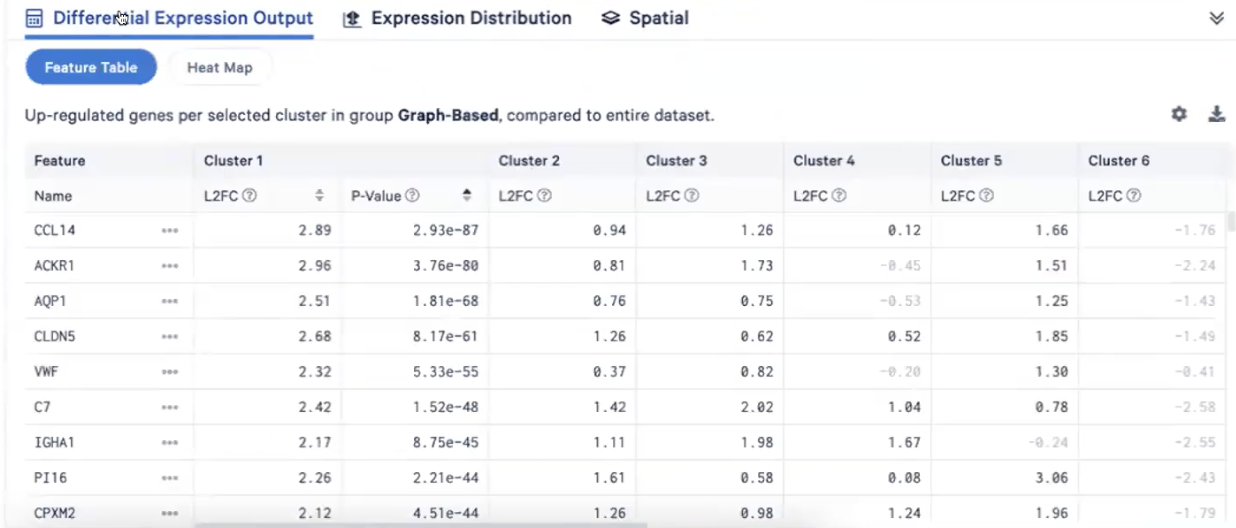 Differential Expression Output Expression Distribution Spatial
Feature Table Heat Map
Up-regulated genes per selected cluster in group Graph-Based, compared to entire dataset.
Feature Cluster 1 Cluster 2 Cluster 3 Cluster 4 Cluster 5 Cluster 6
Name L2FC ? P-Value ? L2FC ? L2FC ? L2FC ? L2FC ? L2FC ?
CCL14 ••• 2.89 2.93e-87 0.94 1.26 0.12 1.66 -1.76
ACKR1 ••• 2.96 3.76e-80 0.81 1.73 -0.45 1.51 -2.24
AQP1 ••• 2.51 1.81e-68 0.76 0.75 -0.53 1.25 -1.43
CLDN5 ••• 2.68 8.17e-61 1.26 0.62 0.52 1.85 -1.49
VWF ••• 2.32 5.33e-55 0.37 0.82 -0.20 1.30 -0.41
C7 ••• 2.42 1.52e-48 1.42 2.02 1.04 0.78 -2.58
IGHA1 ••• 2.17 8.75e-45 1.11 1.98 1.67 -0.24 -2.55
PI16 ••• 2.26 2.21e-44 1.61 0.58 0.08 3.06 -2.43
CPXM2 ••• 2.12 4.51e-44 1.26 0.98 1.24 1.96 -1.79